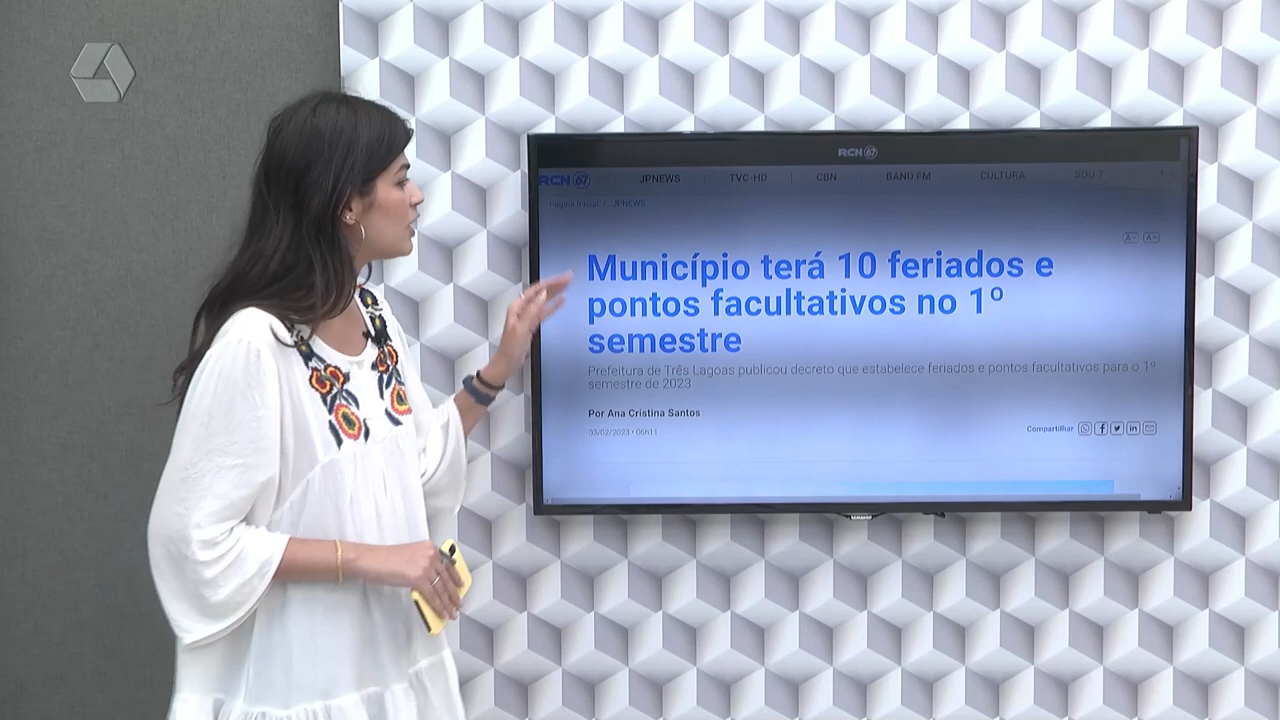 RCN 67
RCN 67 JPNEWS TVC-HD CBN BAND FM CULTURA SOU 7
Página Inicial / JPNEWS
A- A+
Município terá 10 feriados e
pontos facultativos no 1º
semestre
Prefeitura de Três Lagoas publicou decreto que estabelece feriados e pontos facultativos para o 1º
semestre de 2023
Por Ana Cristina Santos
03/02/2023 • 06h11
Compartilhar